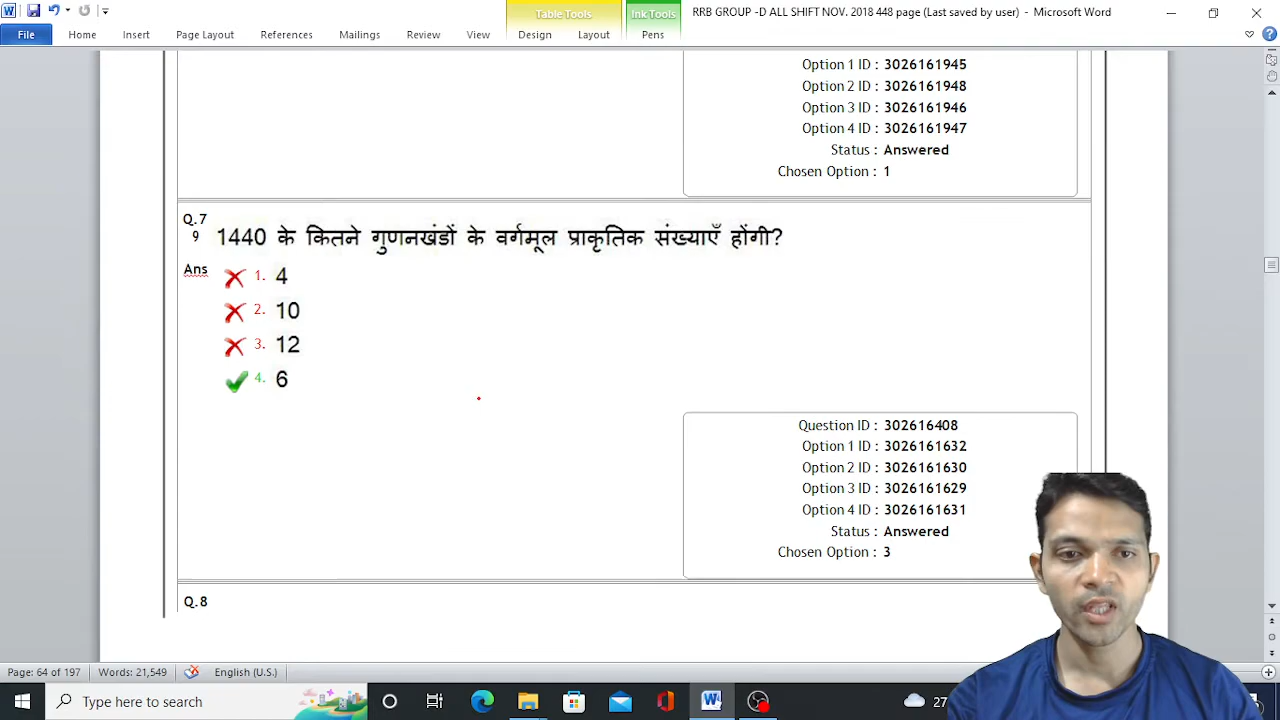 Table Tools
Ink Tools
RRB GROUP -D ALL SHIFT NOV. 2018 448 page (Last saved by user) - Microsoft Word
File
Home
Insert
Page Layout
References
Mailings
Review
View
Design
Layout
Pens
Option 1 ID : 3026161945
Option 2 ID : 3026161948
Option 3 ID : 3026161946
Option 4 ID : 3026161947
Status : Answered
Chosen Option : 1
Q.7
9 1440 के कितने गुणनखंडों के वर्गमूल प्राकृतिक संख्याएँ होंगी?
Ans
1. 4
2. 10
3. 12
4. 6
Question ID : 302616408
Option 1 ID : 3026161632
Option 2 ID : 3026161630
Option 3 ID : 3026161629
Option 4 ID : 3026161631
Status : Answered
Chosen Option : 3
Q.8
Page: 64 of 197
Words: 21,549
English (U.S.)
Type here to search
27